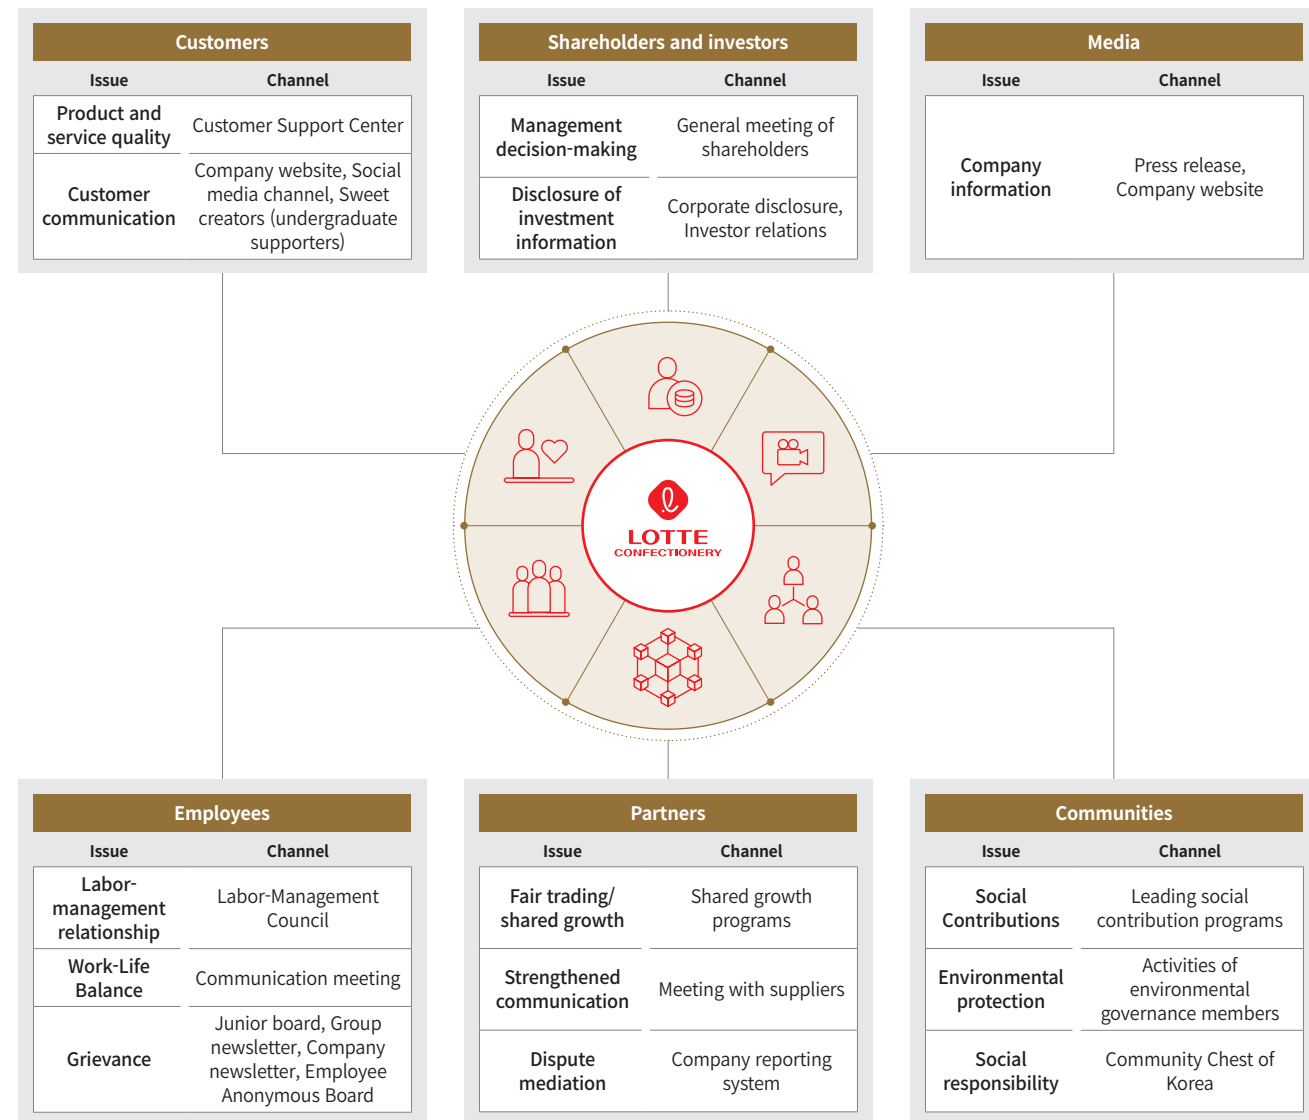 Customers
Issue Channel
Product and
service quality
Customer Support Center
Customer
communication
Company website, Social
media channel, Sweet
creators (undergraduate
supporters)
Shareholders and investors
Issue Channel
Management
decision-making
General meeting of
shareholders
Disclosure of
investment
information
Corporate disclosure,
Investor relations
Media
Issue Channel
Company
information
Press release,
Company website
LOTTE
CONFECTIONERY
Employees
Issue Channel
Labor-
management
relationship
Labor-Management
Council
Work-Life
Balance
Communication meeting
Grievance
Junior board, Group
newsletter, Company
newsletter, Employee
Anonymous Board
Partners
Issue Channel
Fair trading/
shared growth
Shared growth
programs
Strengthened
communication
Meeting with suppliers
Dispute
mediation
Company reporting
system
Communities
Issue Channel
Social
Contributions
Leading social
contribution programs
Environmental
protection
Activities of
environmental
governance members
Social
responsibility
Community Chest of
Korea